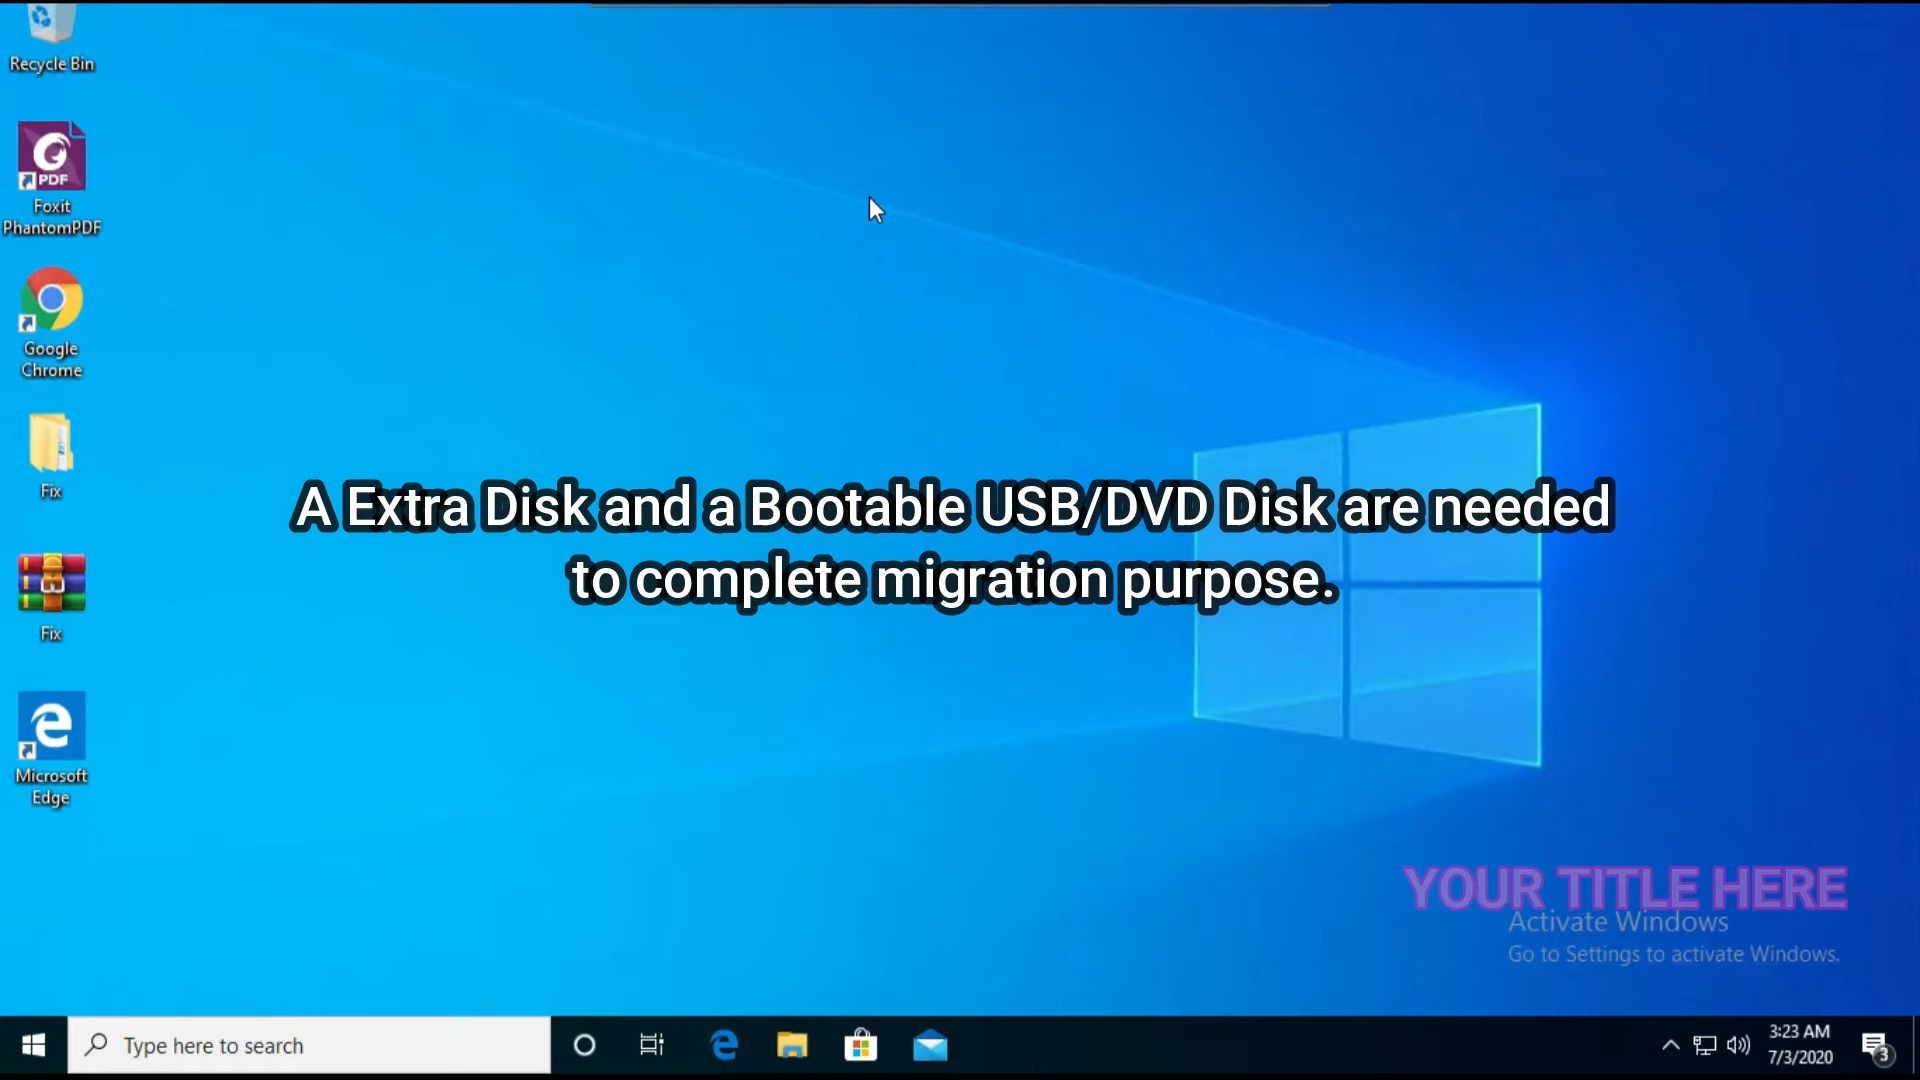 Recycle Bin
PDF
Foxit
PhantomPDF
Google
Chrome
Fix
Fix
Microsoft
Edge
A Extra Disk and a Bootable USB/DVD Disk are needed
to complete migration purpose.
YOUR TITLE HERE
Activate Windows
Go to Settings to activate Windows.
Type here to search
3:23 AM
7/3/2020
3